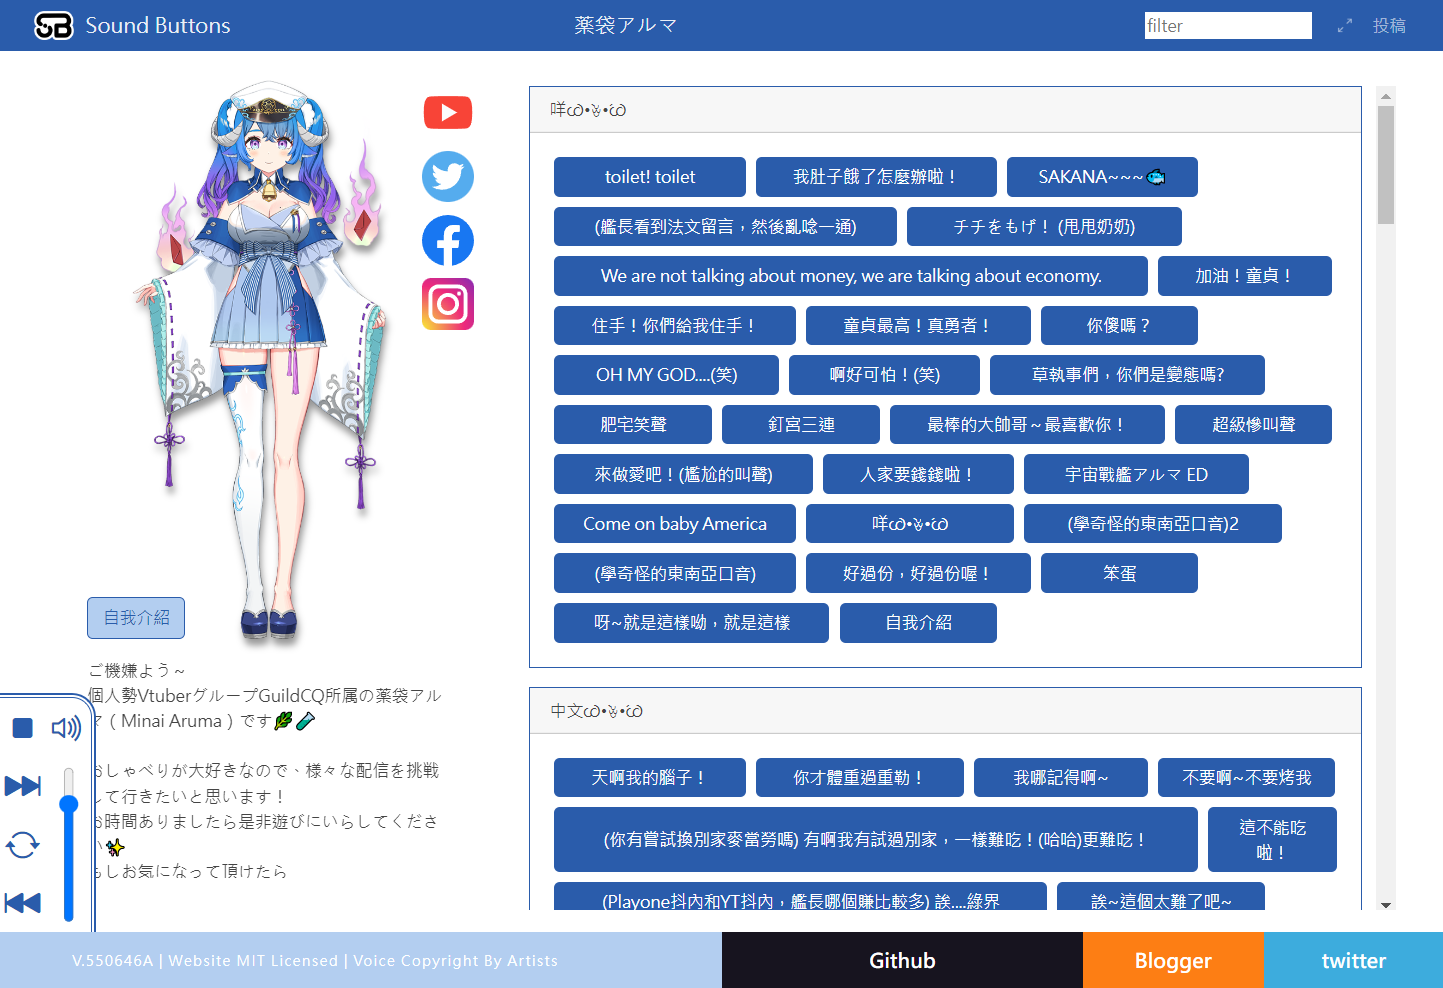 SB Sound Buttons
薬袋アルマ
filter
投稿
自我介紹
ご機嫌よう~
個人勢VtuberグループGuildCQ所属の薬袋アル
マ（Minai Aruma）です🌿🧪
おしゃべりが大好きなので、様々な配信を挑戦
して行きたいと思います！
お時間ありましたら是非遊びにいらしてくださ
い✨
もしお気になって頂けたら
咩ω•ৡ•ω
toilet! toilet
我肚子餓了怎麼辦啦！
SAKANA~~~🐟
(艦長看到法文留言，然後亂唸一通)
チチをもげ！ (甩甩奶奶)
We are not talking about money, we are talking about economy.
加油！童貞！
住手！你們給我住手！
童貞最高！真勇者！
你傻嗎？
OH MY GOD....(笑)
啊好可怕！(笑)
草執事們，你們是變態嗎?
肥宅笑聲
釘宮三連
最棒的大帥哥～最喜歡你！
超級慘叫聲
來做愛吧！(尷尬的叫聲)
人家要錢錢啦！
宇宙戰艦アルマ ED
Come on baby America
咩ω•ৡ•ω
(學奇怪的東南亞口音)2
(學奇怪的東南亞口音)
好過份，好過份喔！
笨蛋
呀~就是這樣呦，就是這樣
自我介紹
中文ω•ৡ•ω
天啊我的腦子！
你才體重過重勒！
我哪記得啊~
不要啊~不要烤我
(你有嘗試換別家麥當勞嗎) 有啊我有試過別家，一樣難吃！(哈哈)更難吃！
這不能吃
啦！
(Playone抖內和YT抖內，艦長哪個賺比較多) 誒....綠界
誒~這個太難了吧~
V.550646A | Website MIT Licensed | Voice Copyright By Artists
Github
Blogger
twitter